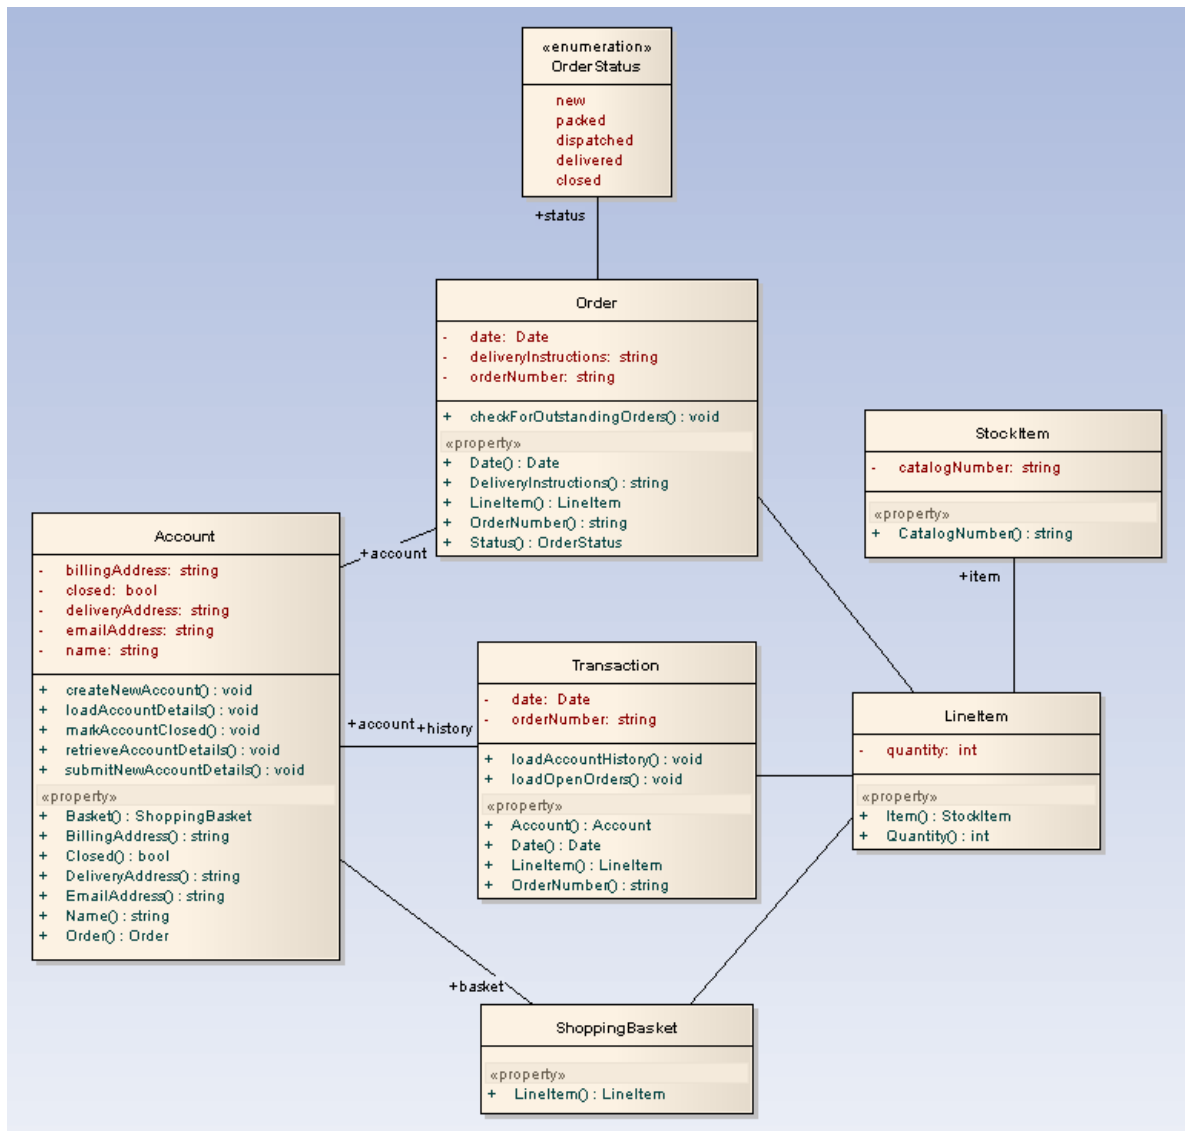 «enumeration»
OrderStatus
new
packed
dispatched
delivered
closed
+status
Order
- date: Date
- deliveryInstructions: string
- orderNumber: string
+ checkForOutstandingOrders() : void
«property»
+ Date() : Date
+ DeliveryInstructions() : string
+ LineItem() : LineItem
+ OrderNumber() : string
+ Status() : OrderStatus
StockItem
- catalogNumber: string
«property»
+ CatalogNumber() : string
+item
+account
Account
- billingAddress: string
- closed: bool
- deliveryAddress: string
- emailAddress: string
- name: string
+ createNewAccount() : void
+ loadAccountDetails() : void
+ markAccountClosed() : void
+ retrieveAccountDetails() : void
+ submitNewAccountDetails() : void
«property»
+ Basket() : ShoppingBasket
+ BillingAddress() : string
+ Closed() : bool
+ DeliveryAddress() : string
+ EmailAddress() : string
+ Name() : string
+ Order() : Order
+account +history
Transaction
- date: Date
- orderNumber: string
+ loadAccountHistory() : void
+ loadOpenOrders() : void
«property»
+ Account() : Account
+ Date() : Date
+ LineItem() : LineItem
+ OrderNumber() : string
LineItem
- quantity: int
«property»
+ Item() : StockItem
+ Quantity() : int
+basket
ShoppingBasket
«property»
+ LineItem() : LineItem